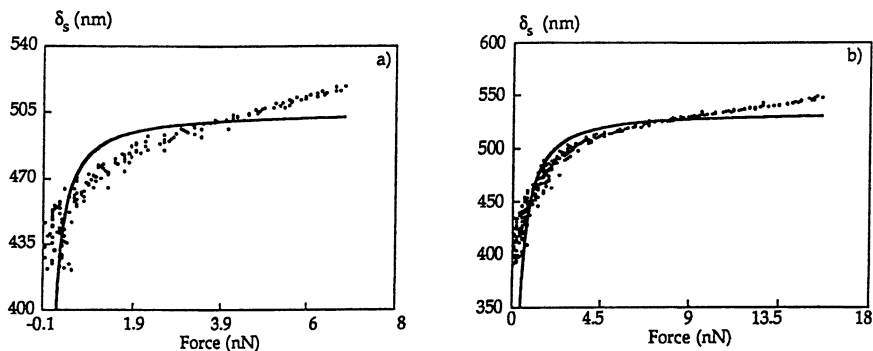 δs (nm)
540
505
470
435
400
a)
-0.1 1.9 3.9 6 8
Force (nN)
δs (nm)
600
550
500
450
400
350
b)
0 4.5 9 13.5 18
Force (nN)